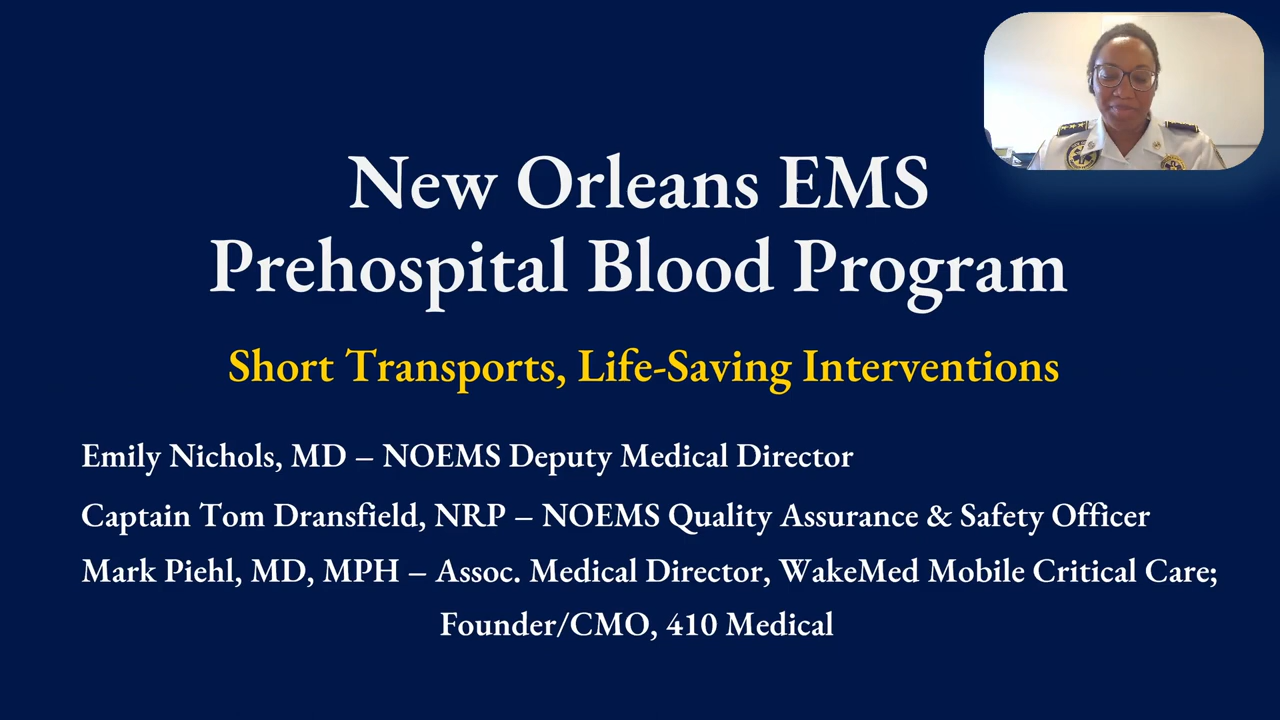 New Orleans EMS
Prehospital Blood Program
Short Transports, Life-Saving Interventions
Emily Nichols, MD – NOEMS Deputy Medical Director
Captain Tom Dransfield, NRP – NOEMS Quality Assurance & Safety Officer
Mark Piehl, MD, MPH – Assoc. Medical Director, WakeMed Mobile Critical Care;
Founder/CMO, 410 Medical